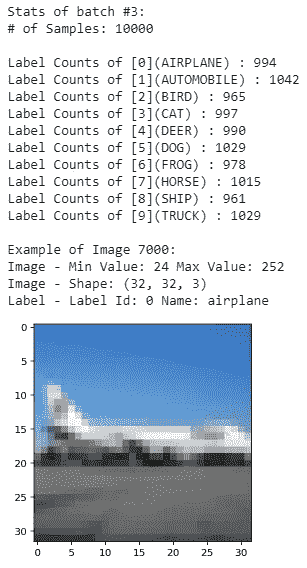 Stats of batch #3:
# of Samples: 10000
Label Counts of [0](AIRPLANE) : 994
Label Counts of [1](AUTOMOBILE) : 1042
Label Counts of [2](BIRD) : 965
Label Counts of [3](CAT) : 997
Label Counts of [4](DEER) : 990
Label Counts of [5](DOG) : 1029
Label Counts of [6](FROG) : 978
Label Counts of [7](HORSE) : 1015
Label Counts of [8](SHIP) : 961
Label Counts of [9](TRUCK) : 1029
Example of Image 7000:
Image - Min Value: 24 Max Value: 252
Image - Shape: (32, 32, 3)
Label - Label Id: 0 Name: airplane
0
5
10
15
20
25
30
0 5 10 15 20 25 30